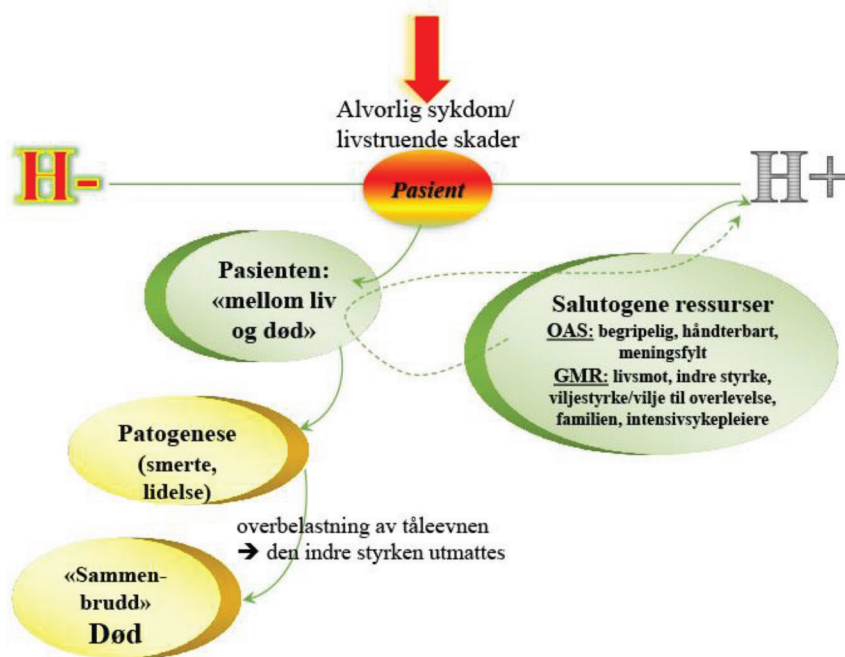 Alvorlig sykdom/
livstruende skader
H-
Pasient
H+
Pasienten:
«mellom liv
og død»
Salutogene ressurser
OAS: begripelig, håndterbart,
meningsfylt
GMR: livsmot, indre styrke,
viljestyrke/vilje til overlevelse,
familien, intensivsykepleiere
Patogenese
(smerte,
lidelse)
overbelastning av tåleevnen
➔ den indre styrken utmattes
«Sammen-
brudd»
Død